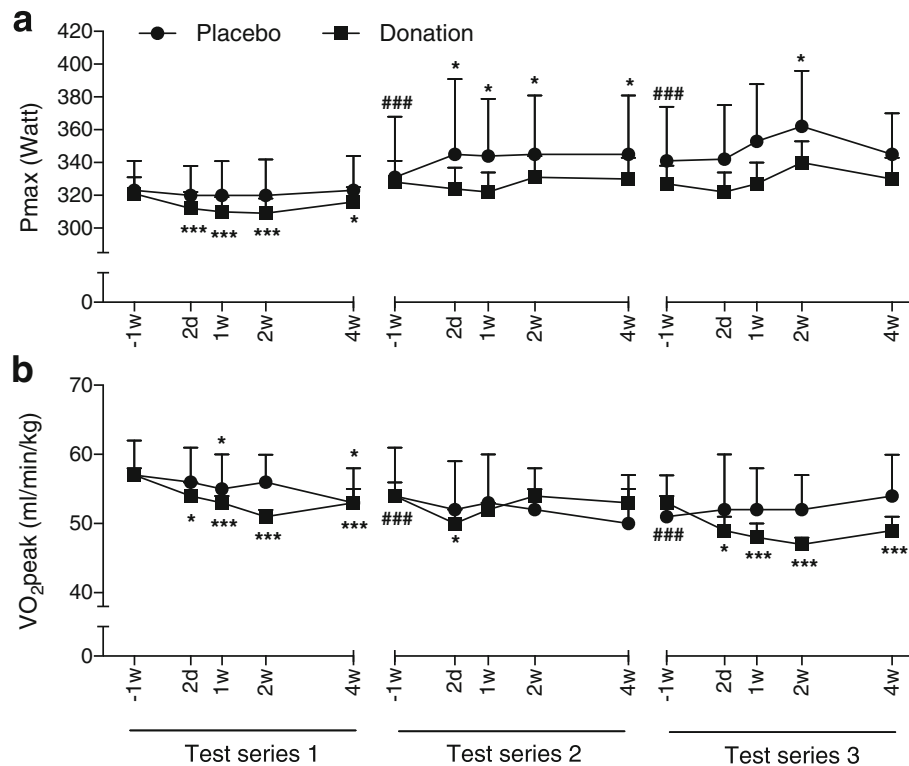 a
Placebo Donation
Pmax (Watt)
420
400
380
360
340
320
300
0
*** *** *** *
### * * * *
### *
-1w 2d 1w 2w 4w
-1w 2d 1w 2w 4w
-1w 2d 1w 2w 4w
b
VO2peak (ml/min/kg)
70
60
50
40
0
* *
* *** *** ***
### *
### * *** *** ***
-1w 2d 1w 2w 4w
-1w 2d 1w 2w 4w
-1w 2d 1w 2w 4w
Test series 1
Test series 2
Test series 3